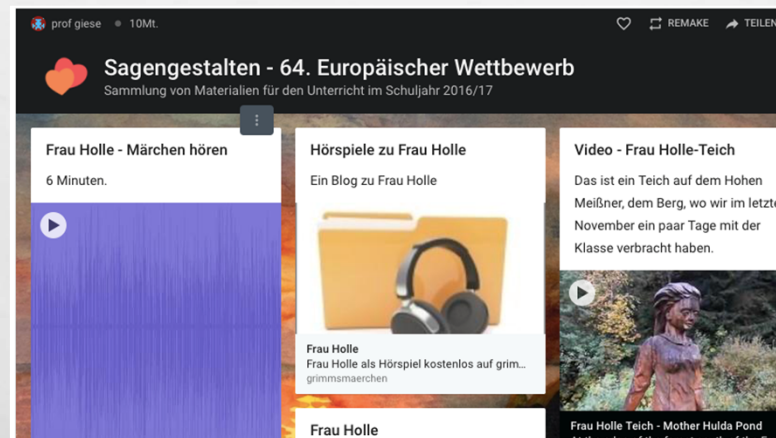 prof giese 10Mt.
REMAKE
Sagengestalten - 64. Europäischer Wettbewerb
Sammlung von Materialien für den Unterricht im Schuljahr 2016/17
Frau Holle - Märchen hören
6 Minuten.
Hörspiele zu Frau Holle
Ein Blog zu Frau Holle
Frau Holle
Frau Holle als Hörspiel kostenlos auf grim...
grimmsmaerchen
Frau Holle
Video - Frau Holle-Teich
Das ist ein Teich auf dem Hohen
Meißner, dem Berg, wo wir im
November ein paar Tage mit der
Klasse verbracht haben.
Frau Holle Teich - Mother Hulda Pond